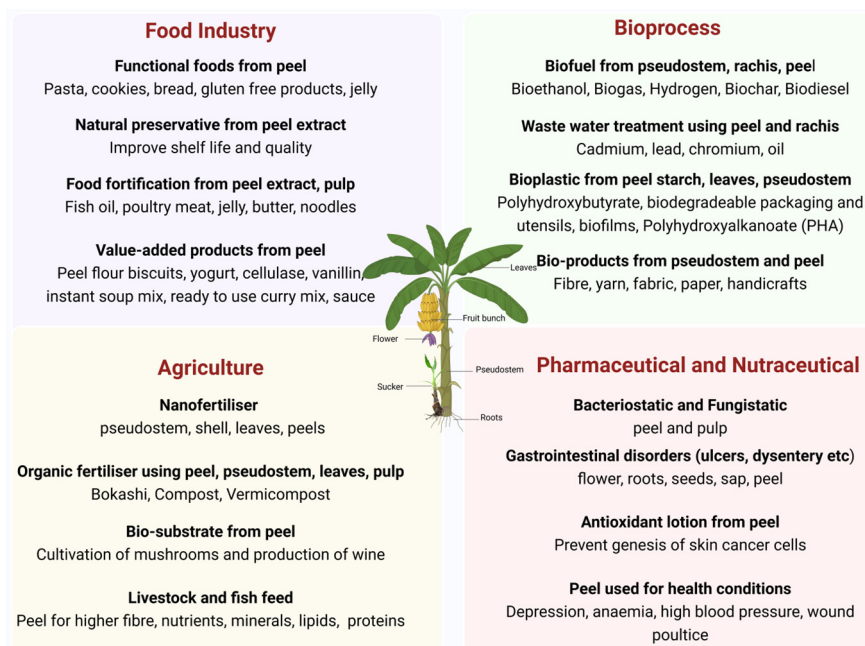 Food Industry
Functional foods from peel
Pasta, cookies, bread, gluten free products, jelly
Natural preservative from peel extract
Improve shelf life and quality
Food fortification from peel extract, pulp
Fish oil, poultry meat, jelly, butter, noodles
Value-added products from peel
Peel flour biscuits, yogurt, cellulase, vanillin,
instant soup mix, ready to use curry mix, sauce
Bioprocess
Biofuel from pseudostem, rachis, peel
Bioethanol, Biogas, Hydrogen, Biochar, Biodiesel
Waste water treatment using peel and rachis
Cadmium, lead, chromium, oil
Bioplastic from peel starch, leaves, pseudostem
Polyhydroxybutyrate, biodegradeable packaging and
utensils, biofilms, Polyhydroxyalkanoate (PHA)
Bio-products from pseudostem and peel
Fibre, yarn, fabric, paper, handicrafts
Leaves
Fruit bunch
Flower
Pseudostem
Sucker
Roots
Agriculture
Nanofertiliser
pseudostem, shell, leaves, peels
Organic fertiliser using peel, pseudostem, leaves, pulp
Bokashi, Compost, Vermicompost
Bio-substrate from peel
Cultivation of mushrooms and production of wine
Livestock and fish feed
Peel for higher fibre, nutrients, minerals, lipids, proteins
Pharmaceutical and Nutraceutical
Bacteriostatic and Fungistatic
peel and pulp
Gastrointestinal disorders (ulcers, dysentery etc)
flower, roots, seeds, sap, peel
Antioxidant lotion from peel
Prevent genesis of skin cancer cells
Peel used for health conditions
Depression, anaemia, high blood pressure, wound
poultice